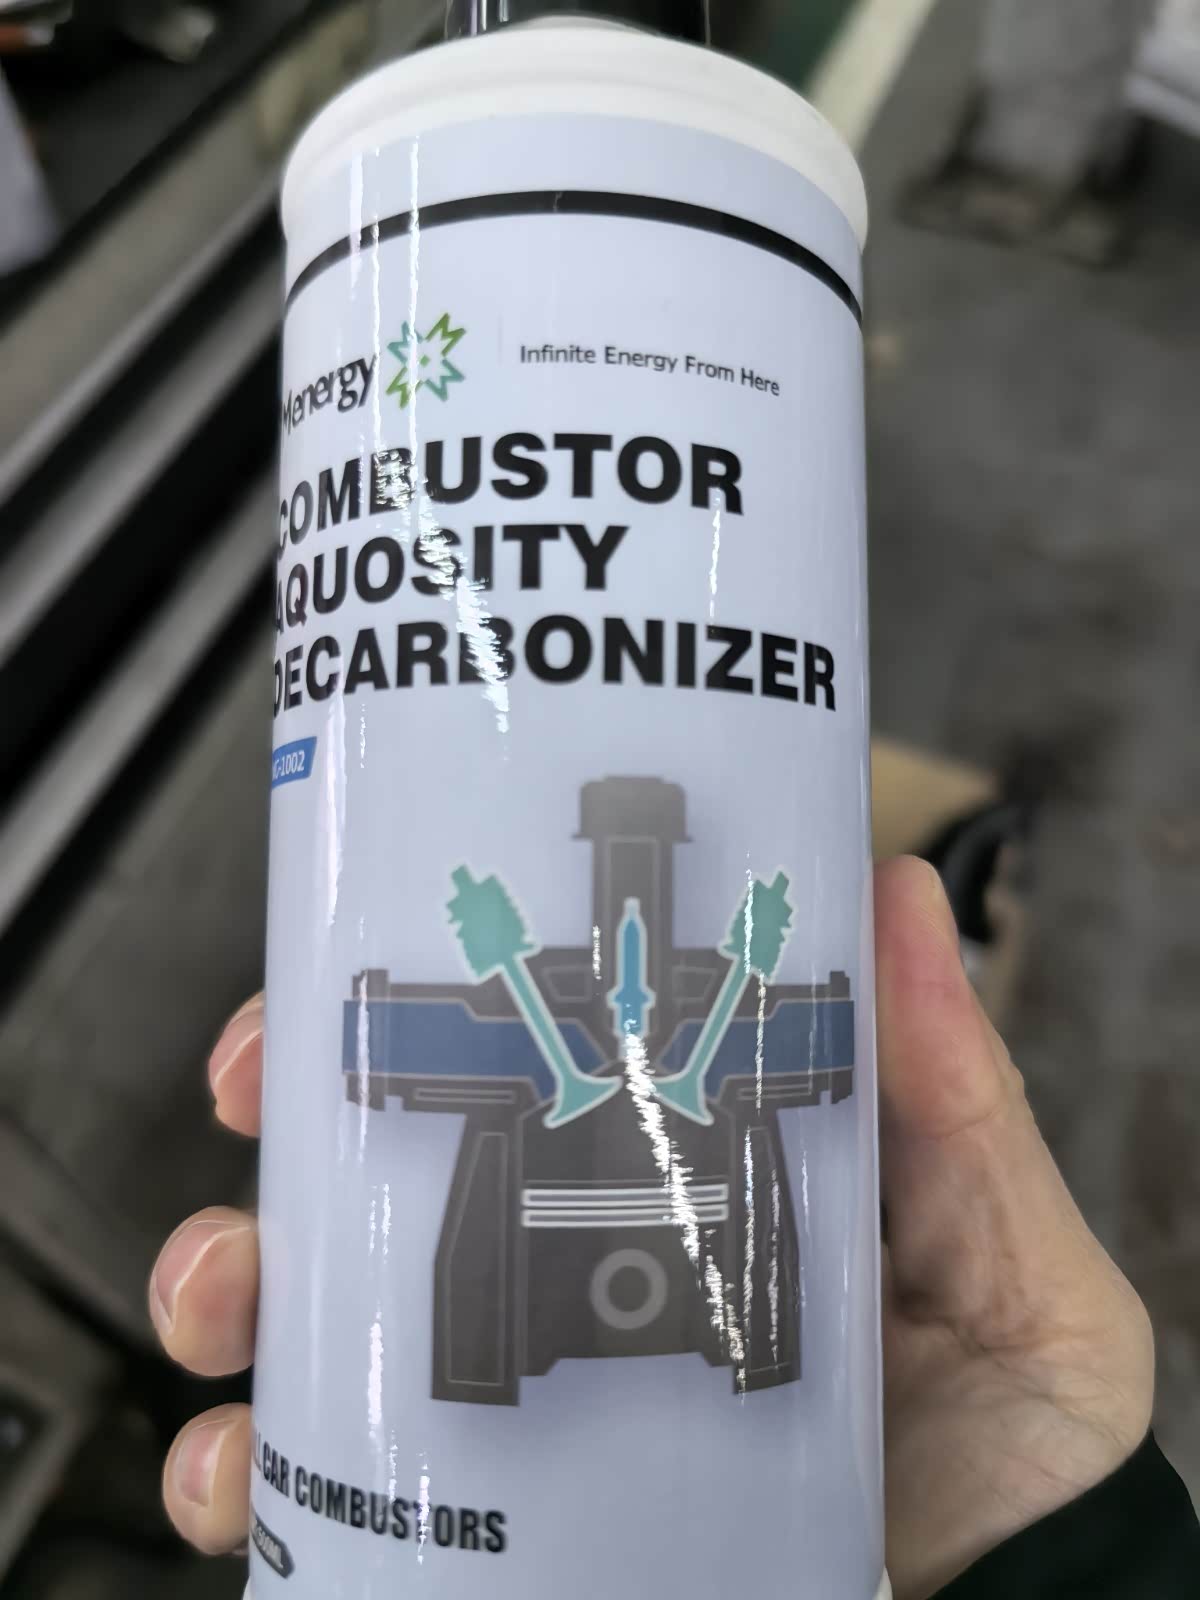 Menergy
Infinite Energy From Here
COMBUSTOR
AQUOSITY
DECARBONIZER
CAR COMBUSTORS